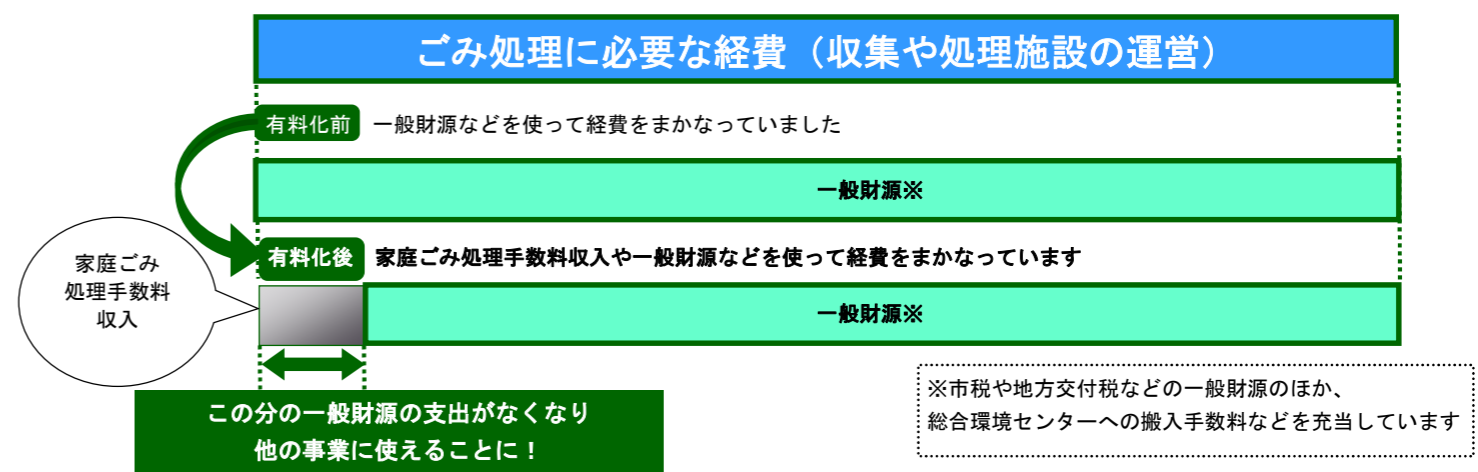 ごみ処理に必要な経費（収集や処理施設の運営）
有料化前 一般財源などを使って経費をまかなっていました
一般財源※
有料化後 家庭ごみ処理手数料収入や一般財源などを使って経費をまかなっています
家庭ごみ
処理手数料
収入
一般財源※
この分の一般財源の支出がなくなり
他の事業に使えることに！
※市税や地方交付税などの一般財源のほか、
総合環境センターへの搬入手数料などを充当しています